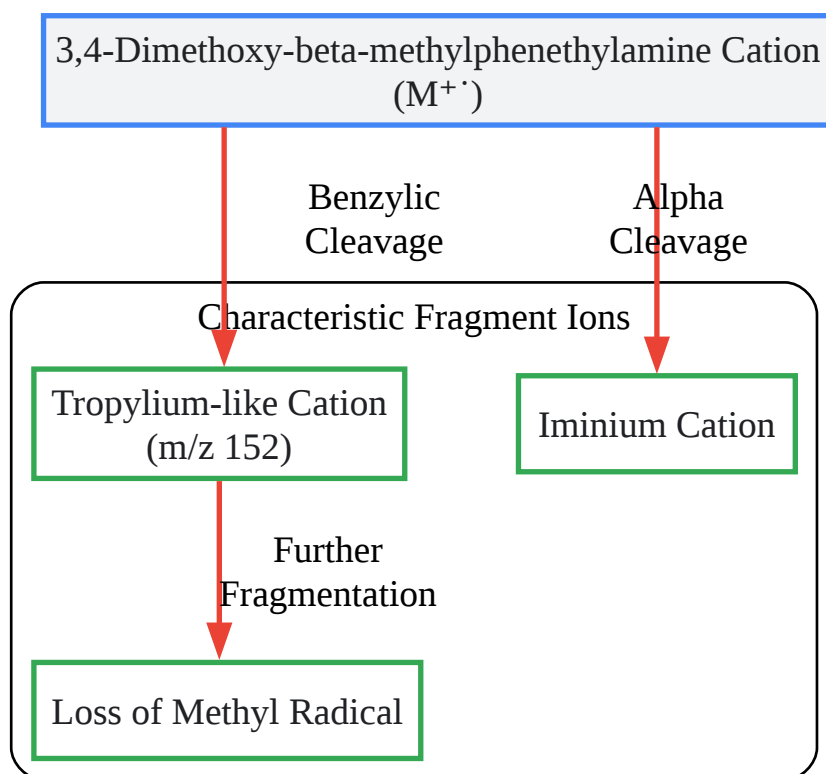 3,4-Dimethoxy-beta-methylphenethylamine Cation
(M⁺˙)
Benzylic
Cleavage
Alpha
Cleavage
Characteristic Fragment Ions
Tropylium-like Cation
(m/z 152)
Iminium Cation
Further
Fragmentation
Loss of Methyl Radical